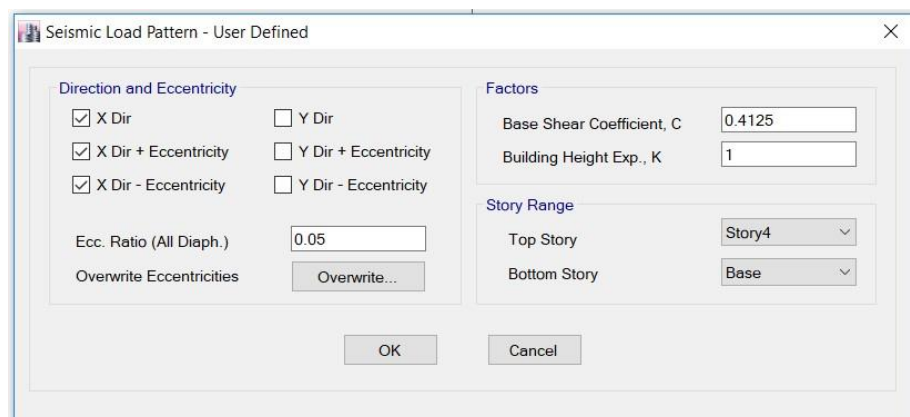 Seismic Load Pattern - User Defined
Direction and Eccentricity
X Dir
Y Dir
X Dir + Eccentricity
Y Dir + Eccentricity
X Dir - Eccentricity
Y Dir - Eccentricity
Ecc. Ratio (All Diaph.)
0.05
Overwrite Eccentricities
Overwrite...
Factors
Base Shear Coefficient, C
0.4125
Building Height Exp., K
1
Story Range
Top Story
Story4
Bottom Story
Base
OK
Cancel